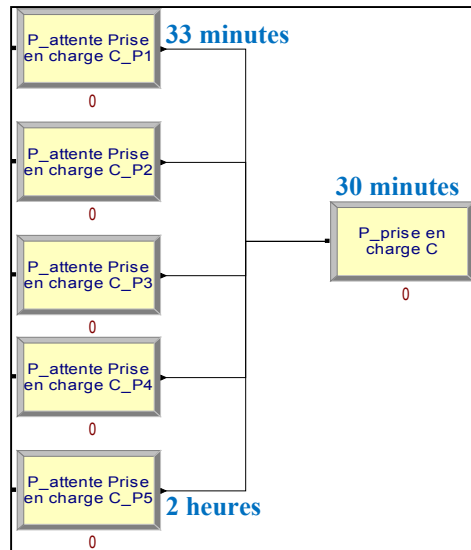 P_attente Prise
en charge C_P1
33 minutes
0
P_attente Prise
en charge C_P2
0
30 minutes
P_prise en
charge C
0
P_attente Prise
en charge C_P3
0
P_attente Prise
en charge C_P4
0
P_attente Prise
en charge C_P5
2 heures
0